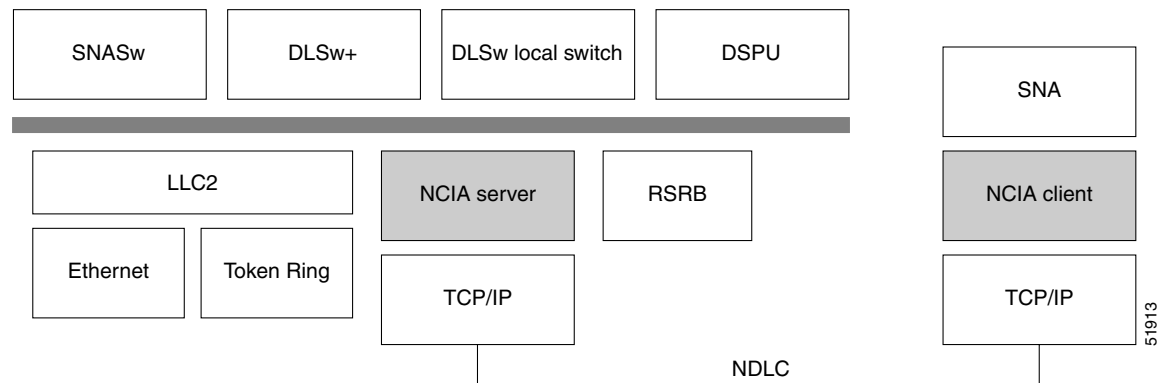 SNASw
DLSw+
DLSw local switch
DSPU
SNA
LLC2
NCIA server
RSRB
NCIA client
Ethernet
Token Ring
TCP/IP
TCP/IP
51913
NDLC